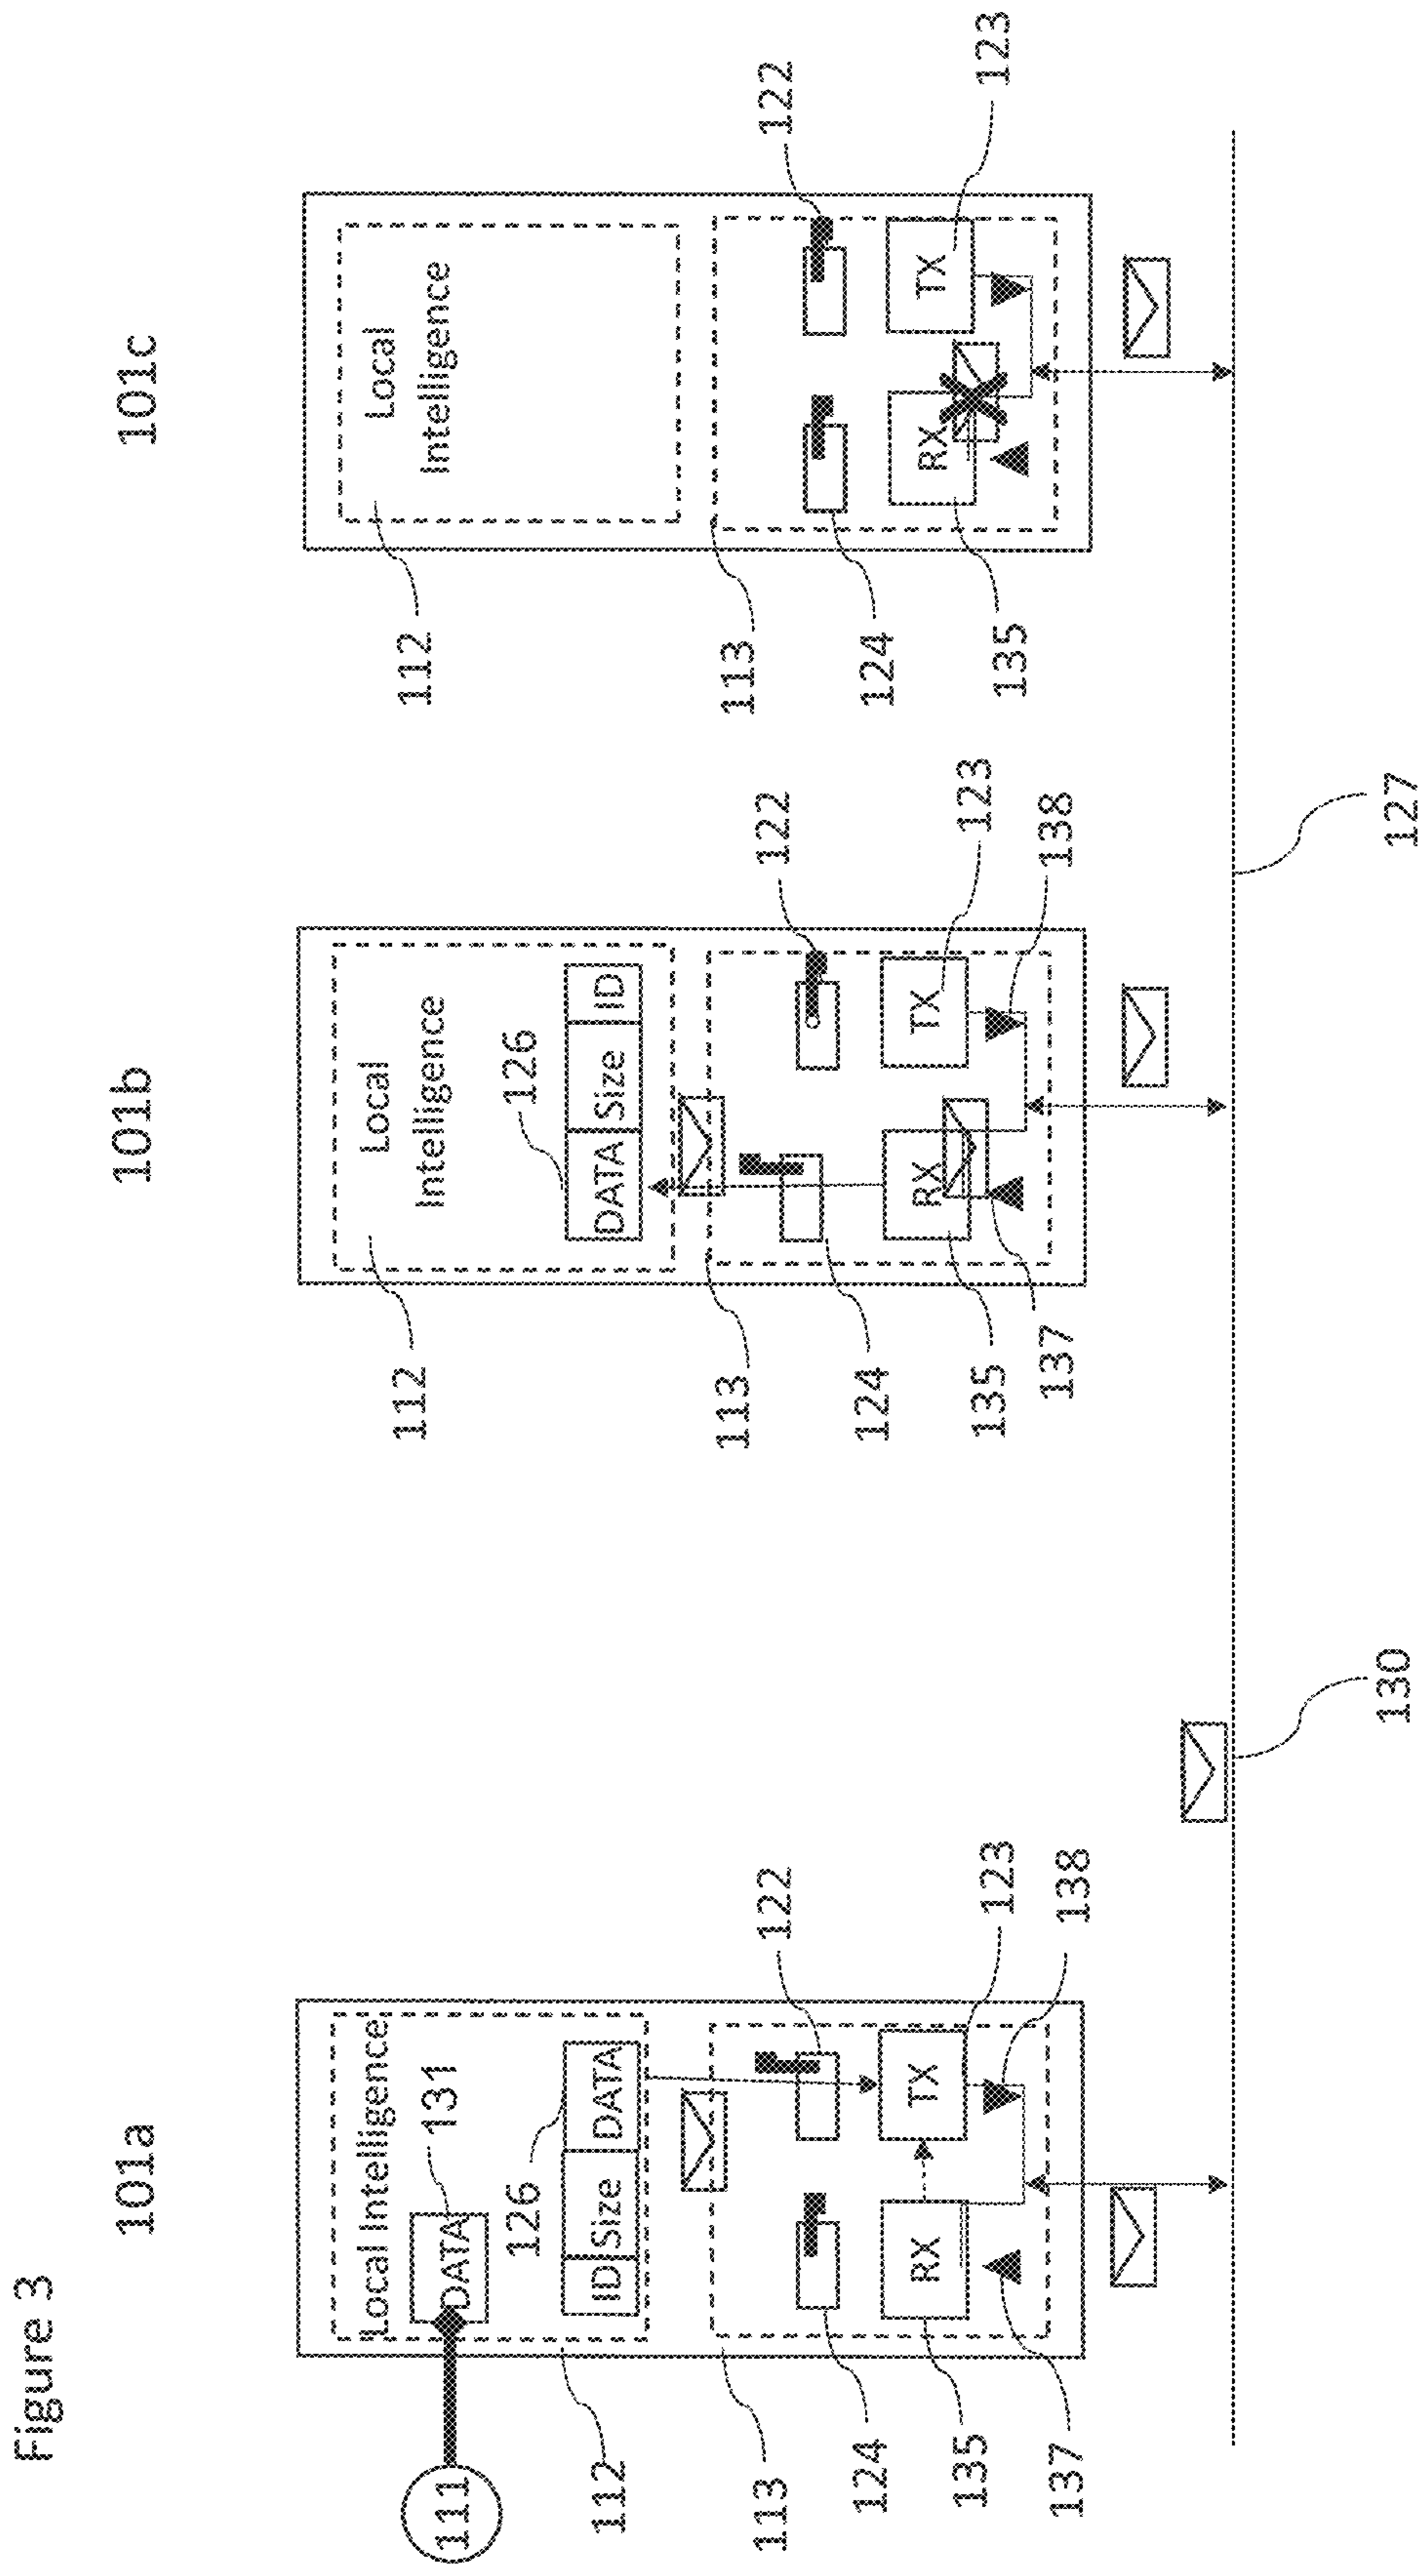 Figure 3
101a
101b
101c
111
Local Intelligence
DATA
131
126
ID
Size
DATA
112
113
122
124
RX
TX
123
135
137
138
Local
Intelligence
126
DATA
Size
ID
112
113
122
124
RX
TX
123
135
137
138
Local
Intelligence
112
113
122
124
RX
TX
123
135
130
127